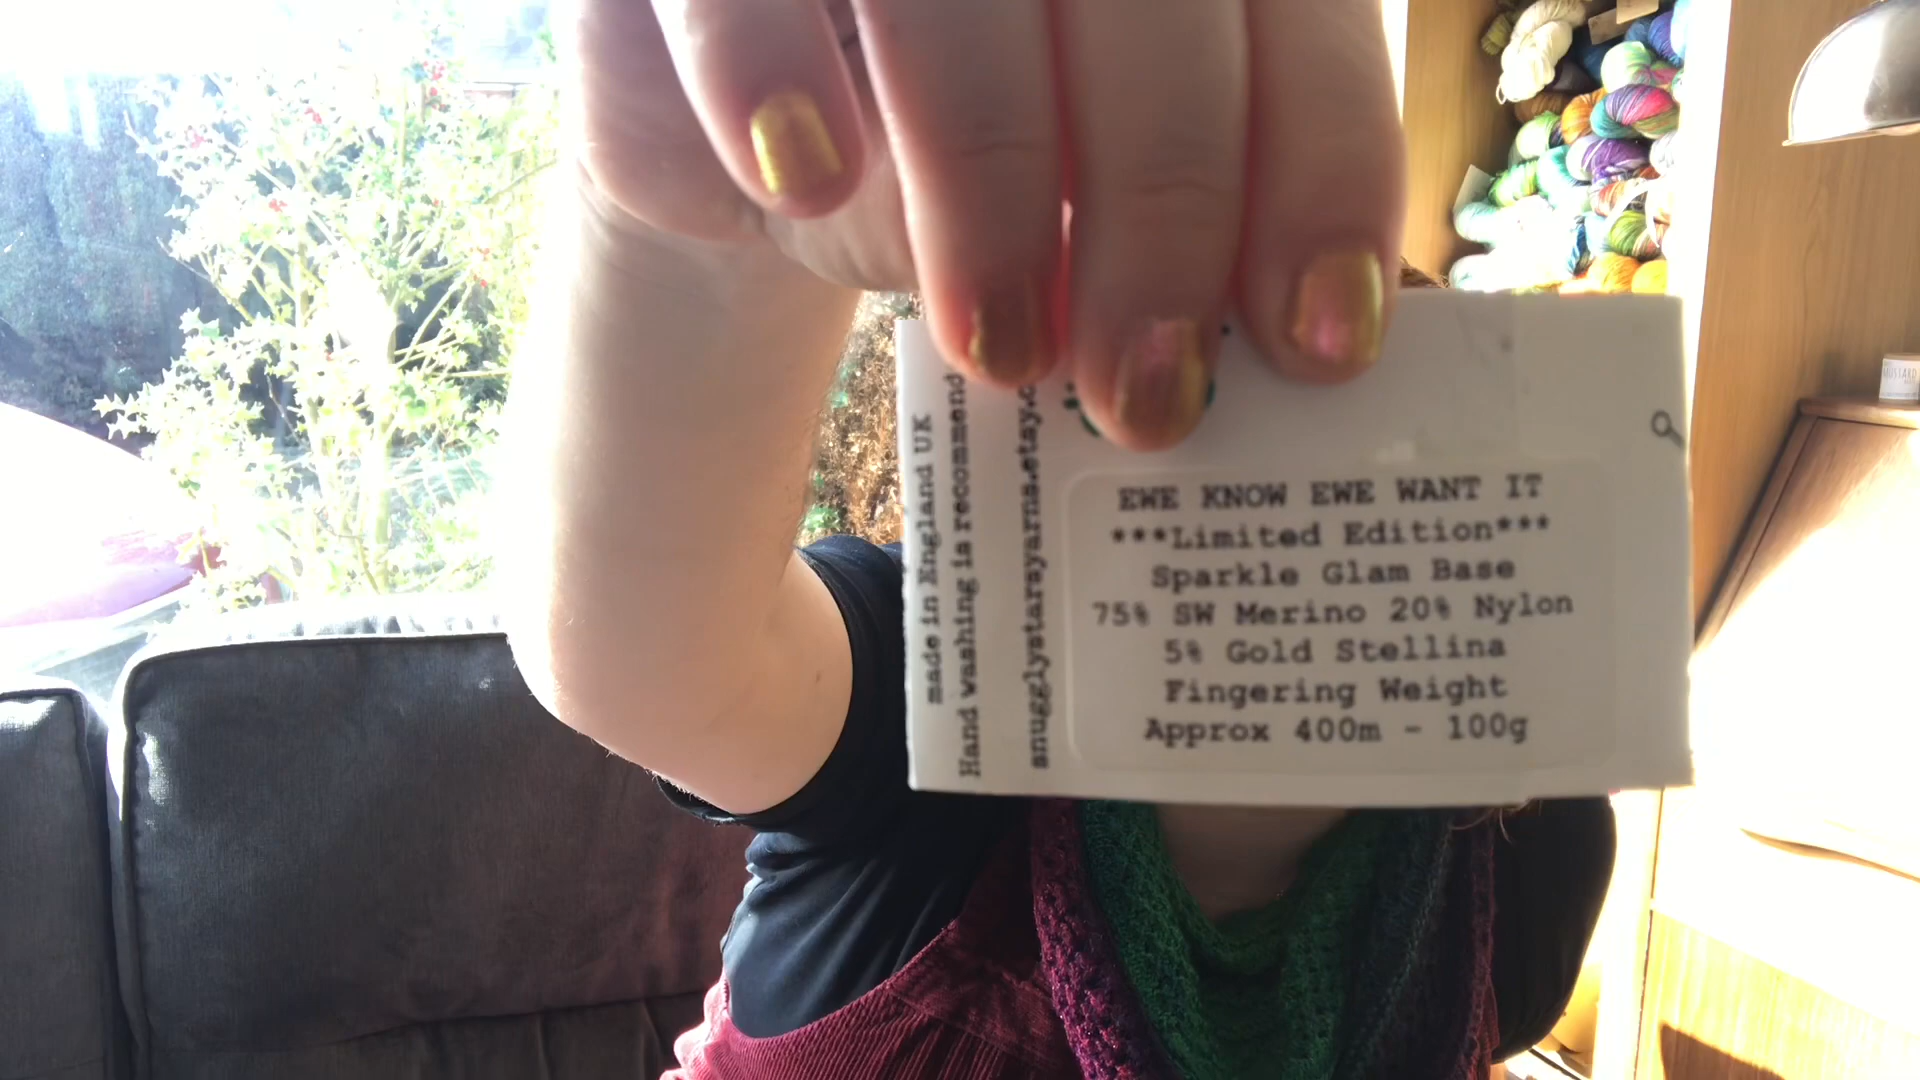 EWE KNOW EWE WANT IT
***Limited Edition***
Sparkle Glam Base
75% SW Merino 20% Nylon
5% Gold Stellina
Fingering Weight
Approx 400m - 100g
made in England UK
Hand washing is recommend
snugglystarsyarns.etsy.c
MUSTARD